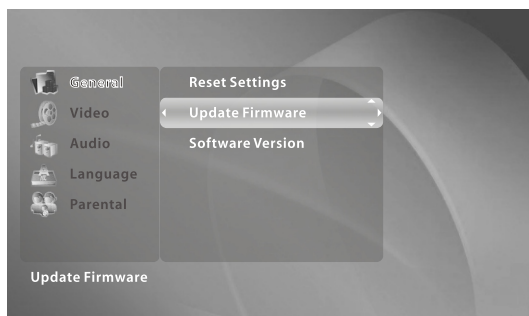 General
Video
Audio
Language
Parental
Reset Settings
Update Firmware
Software Version
Update Firmware